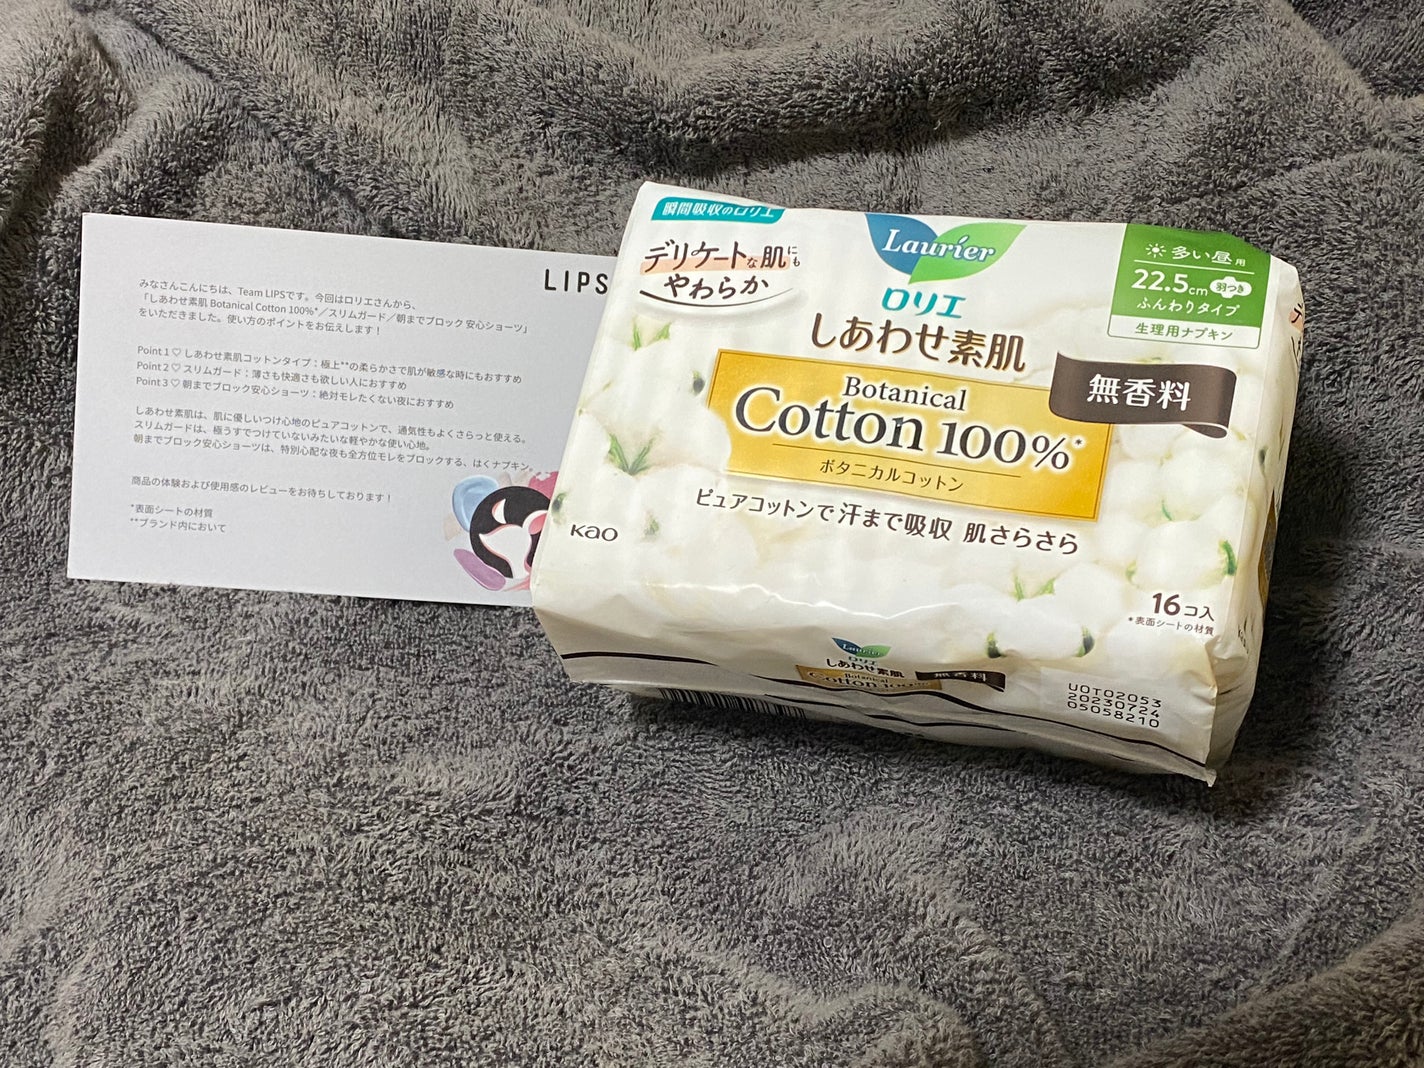 LIPS
みなさんこんにちは、Team LIPSです。今回はロリエさんから、
「しあわせ素肌 Botanical Cotton 100%*／スリムガード／朝までブロック 安心ショーツ」
をいただきました。使い方のポイントをお伝えします！
Point 1 ♡ しあわせ素肌コットンタイプ：極上**の柔らかさで肌が敏感な時にもおすすめ
Point 2 ♡ スリムガード：薄さも快適さも欲しい人におすすめ
Point 3 ♡ 朝までブロック安心ショーツ：絶対モレたくない夜におすすめ
しあわせ素肌は、肌に優しいつけ心地のピュアコットンで、通気性もよくさらっと使える。
スリムガードは、極うすでつけていないみたいな軽やかな使い心地。
朝までブロック安心ショーツは、特別心配な夜も全方位モレをブロックする、はくナプキン。
商品の体験および使用感のレビューをお待ちしております！
*表面シートの材質
**ブランド内において
瞬間吸収のロリエ
デリケートな肌にも
やわらか
Laurier
ロリエ
しあわせ素肌
多い昼用
22.5cm 羽つき
ふんわりタイプ
生理用ナプキン
無香料
Botanical
Cotton 100%*
ボタニカルコットン
ピュアコットンで汗まで吸収 肌さらさら
Kao
16コ入
*表面シートの材質
Laurier
ロリエ
しあわせ素肌
無香料
Botanical
Cotton 100%
U0T02053
20230724
05058210